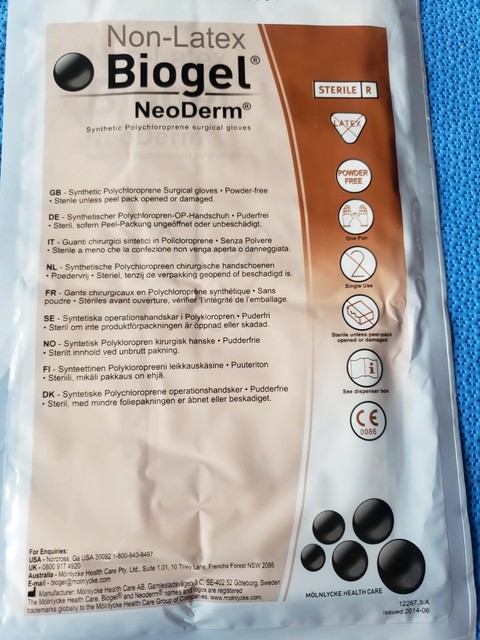 Non-Latex
Biogel®
NeoDerm®
Synthetic Polychloroprene surgical gloves
STERILE R
LATEX
POWDER
FREE
One Pair
2
Single Use
Sterile unless peel-pack
opened or damaged
i
See dispenser box
CE
0086
GB - Synthetic Polychloroprene Surgical gloves • Powder-free
• Sterile unless peel pack opened or damaged.
DE - Synthetischer Polychloropren-OP-Handschuh • Puderfrei
• Steril, sofern Peel-Packung ungeöffnet oder unbeschädigt.
IT - Guanti chirurgici sintetici in Policloroprene • Senza Polvere
• Sterile a meno che la confezione non venga aperta o danneggiata.
NL - Synthetische Polychloropreen chirurgische handschoenen
• Poedervrij • Steriel, tenzij de verpakking geopend of beschadigd is.
FR - Gants chirurgicaux en Polychloroprène synthétique • Sans
poudre • Stériles avant ouverture, vérifier l'intégrité de l'emballage.
SE - Syntetiska operationshandskar i Polykloropren • Puderfri
• Steril om inte produktförpackningen är öppnad eller skadad.
NO - Syntetisk Polykloropren kirurgisk hanske • Pudderfrie
• Sterilt innhold ved unbrutt pakning.
FI - Synteettinen Polykloropreeni leikkauskäsine • Puuteriton
• Steriili, mikäli pakkaus on ehjä.
DK - Syntetiske Polychloroprene operationshandsker • Pudderfrie
• Steril, med mindre foliepakningen er åbnet eller beskadiget.
For Enquiries:
USA - Norcross, Ga USA 30092 1-800-843-8497
UK - 0800 917 4920
Australia - Mölnlycke Health Care Pty. Ltd., Suite 1.01, 10 Tilley Lane, Frenchs Forest NSW 2086
E-mail - biogel@molnlycke.com
Manufacturer: Mölnlycke Health Care AB, Gamlestadsvägen 3 C, SE-402 52 Göteborg, Sweden
The Mölnlycke Health Care, Biogel® and Neoderm® names and logos are registered
trademarks globally to the Mölnlycke Health Care Group of Companies. www.molnlycke.com
MÖLNLYCKE HEALTH CARE
12267.3/A
Issued 2014-06